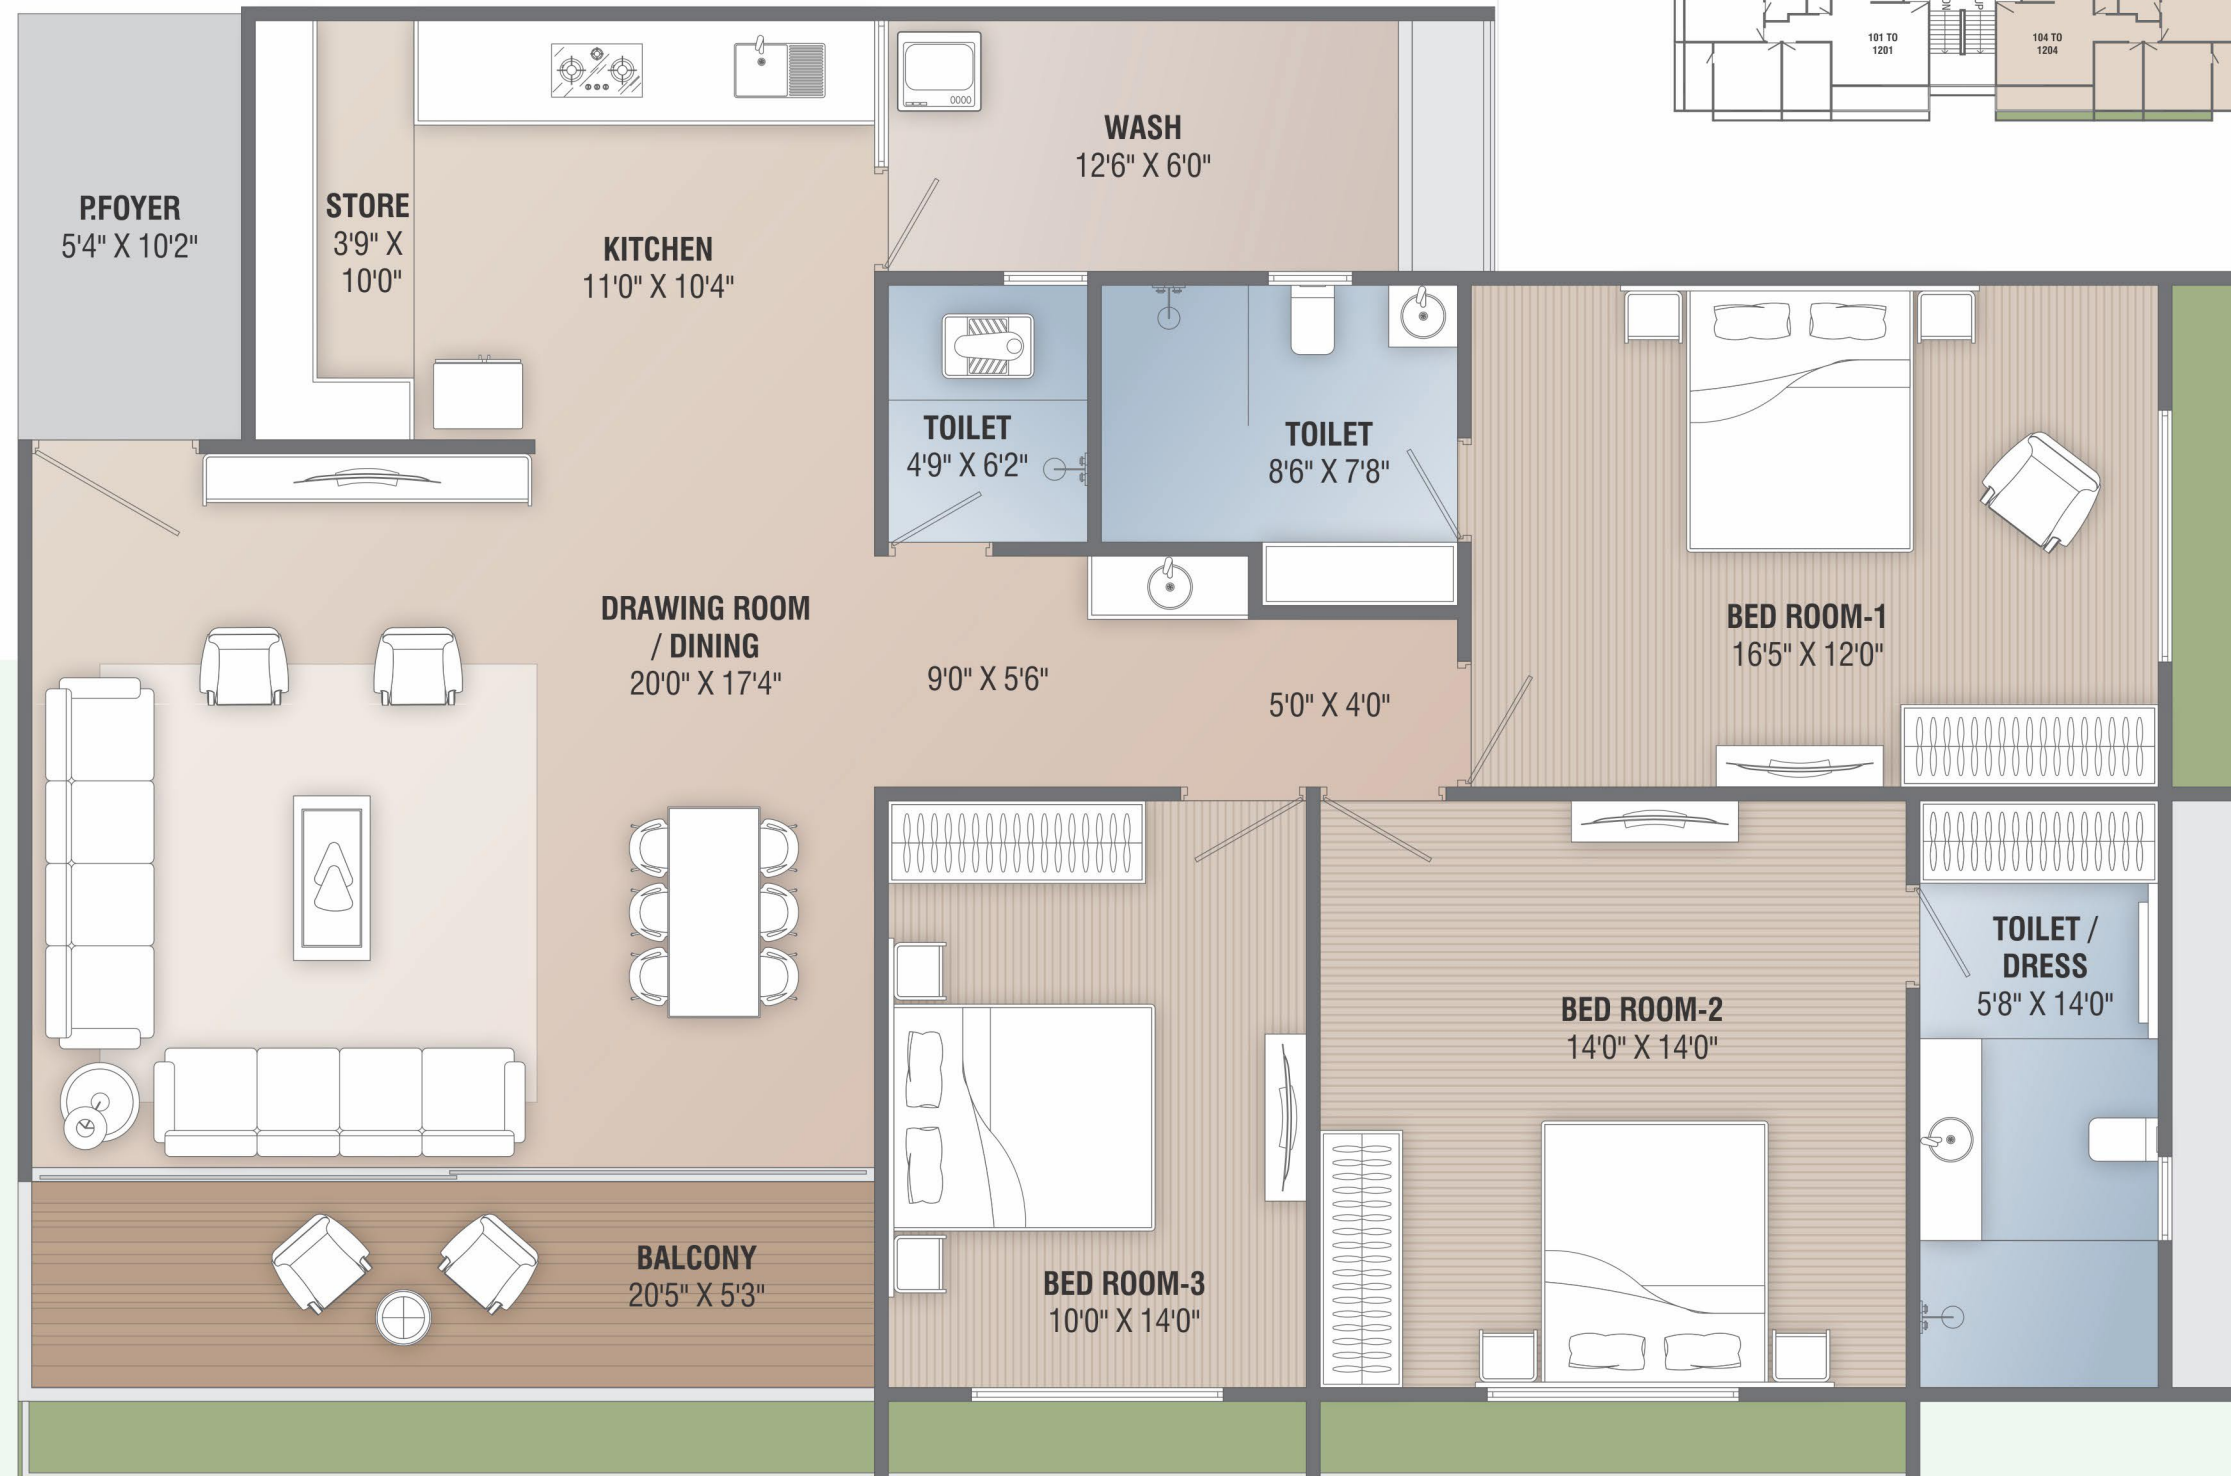 101 TO
1201
UP
104 TO
1204
P.FOYER
5'4" X 10'2"
STORE
3'9" X
10'0"
KITCHEN
11'0" X 10'4"
WASH
12'6" X 6'0"
TOILET
4'9" X 6'2"
TOILET
8'6" X 7'8"
BED ROOM-1
16'5" X 12'0"
DRAWING ROOM
/ DINING
20'0" X 17'4"
9'0" X 5'6"
5'0" X 4'0"
TOILET /
DRESS
5'8" X 14'0"
BED ROOM-2
14'0" X 14'0"
BED ROOM-3
10'0" X 14'0"
BALCONY
20'5" X 5'3"